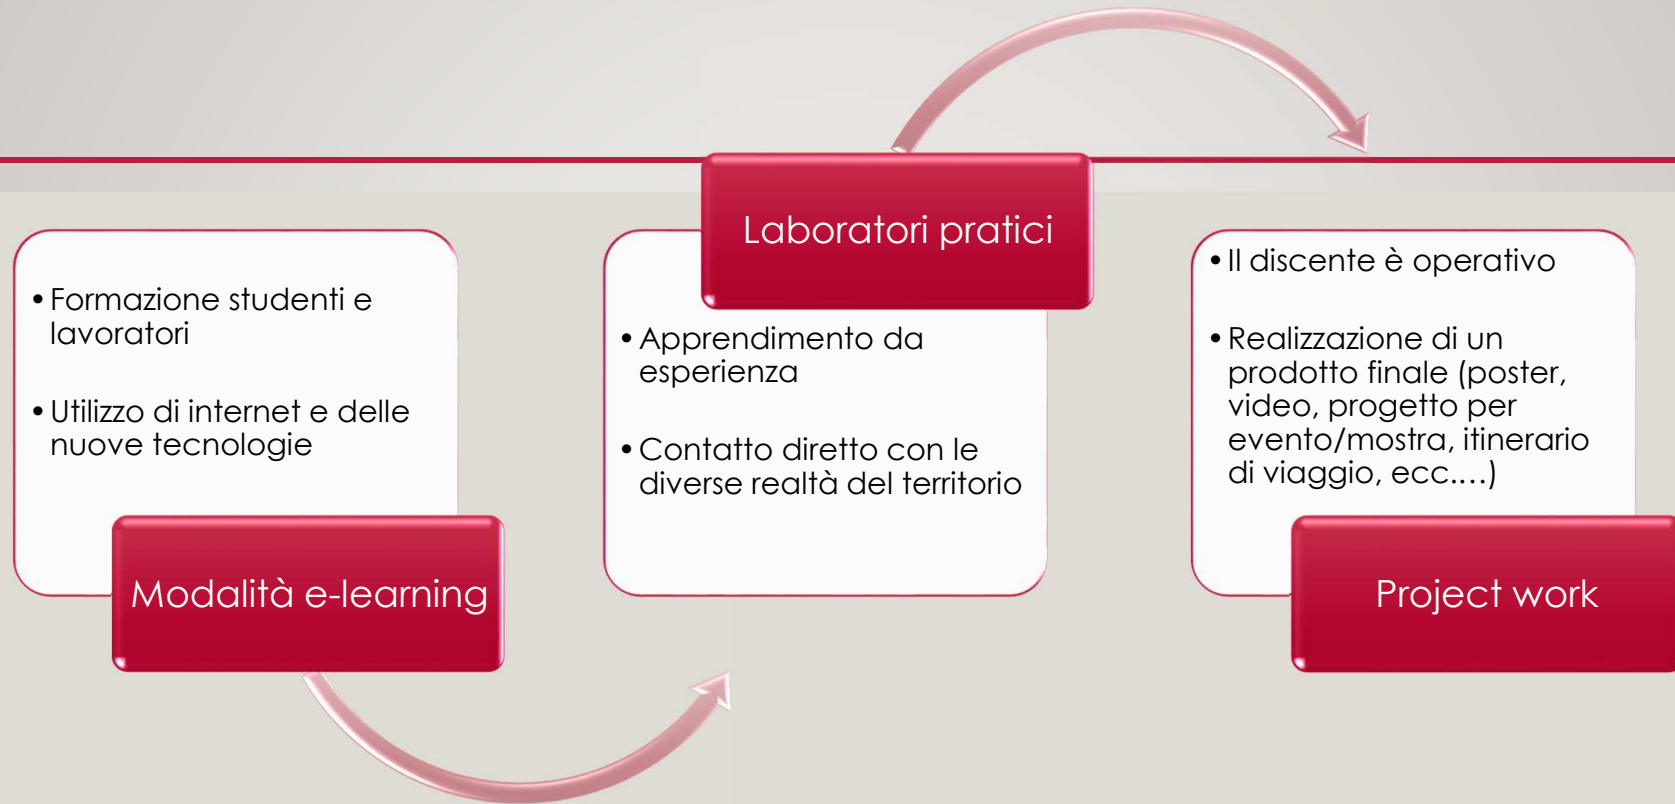 • Formazione studenti e
lavoratori
• Utilizzo di internet e delle
nuove tecnologie
Modalità e-learning
Laboratori pratici
• Apprendimento da
esperienza
• Contatto diretto con le
diverse realtà del territorio
• Il discente è operativo
• Realizzazione di un
prodotto finale (poster,
video, progetto per
evento/mostra, itinerario
di viaggio, ecc.…)
Project work